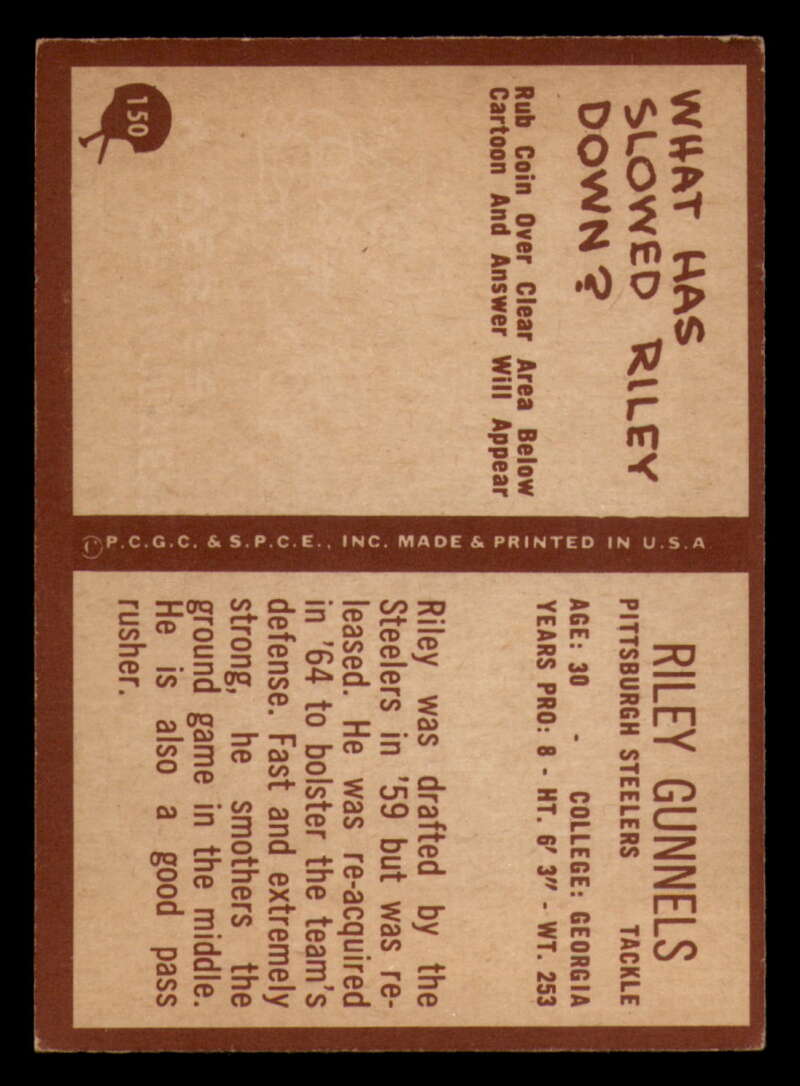 WHAT HAS
SLOWED RILEY
DOWN?
Rub Coin Over Clear Area Below
Cartoon And Answer Will Appear
150
©P.C.G.C. & S.P.C.E., INC. MADE & PRINTED IN U.S.A
RILEY GUNNELS
PITTSBURGH STEELERS TACKLE
AGE: 30 - COLLEGE: GEORGIA
YEARS PRO: 8 - HT. 6' 3" - WT. 253
Riley was drafted by the
Steelers in '59 but was re-
leased. He was re-acquired
in '64 to bolster the team's
defense. Fast and extremely
strong, he smothers the
ground game in the middle.
He is also a good pass
rusher.